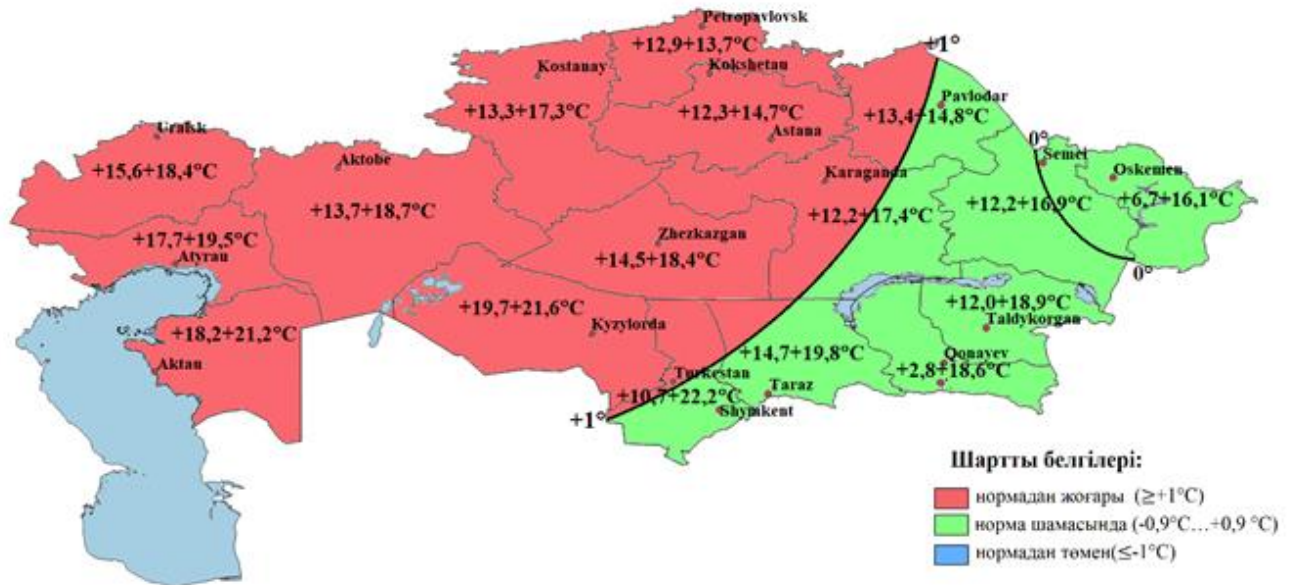 Petropavlovsk
+12,9+13,7°C
+1°
Kostanay
Kokshetau
+13,3+17,3°C
+12,3+14,7°C
Astana
Pavlodar
+13,4+14,8°C
Uralsk
+15,6+18,4°C
Aktobe
+13,7+18,7°C
Karaganda
+12,2+17,4°C
0°
Semei
Oskemen
+12,2+16,9°C
+6,7+16,1°C
0°
+17,7+19,5°C
Atyrau
Zhezkazgan
+14,5+18,4°C
+19,7+21,6°C
Kyzylorda
+12,0+18,9°C
Taldykorgan
+18,2+21,2°C
Aktau
+14,7+19,8°C
Qonayev
+2,8+18,6°C
Turkestan
+10,7+22,2°C
Taraz
Shymkent
+1°
Шартты белгілері:
нормадан жоғары (≥+1°C)
норма шамасында (-0,9°C…+0,9 °C)
нормадан төмен(≤-1°C)